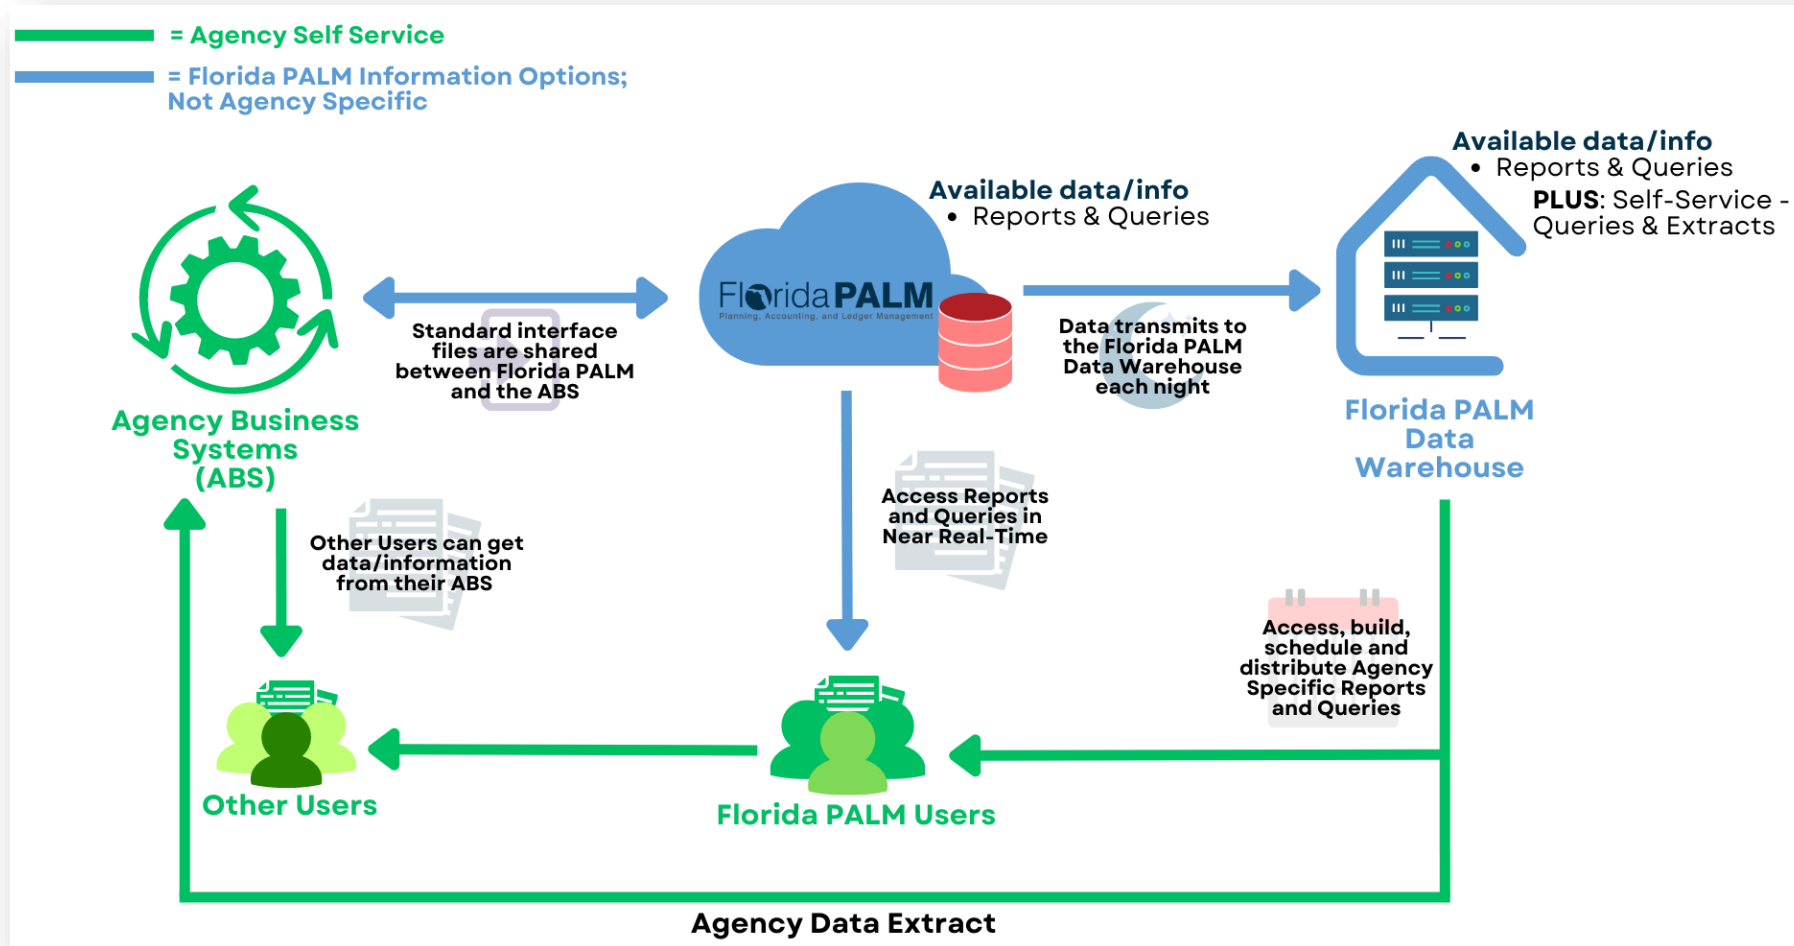 = Agency Self Service
= Florida PALM Information Options;
Not Agency Specific
Available data/info
• Reports & Queries
PLUS: Self-Service -
Queries & Extracts
Available data/info
• Reports & Queries
Florida PALM
Planning, Accounting, and Ledger Management
Standard interface
files are shared
between Florida PALM
and the ABS
Data transmits to
the Florida PALM
Data Warehouse
each night
Agency Business
Systems
(ABS)
Florida PALM
Data
Warehouse
Access Reports
and Queries in
Near Real-Time
Other Users can get
data/information
from their ABS
Access, build,
schedule and
distribute Agency
Specific Reports
and Queries
Other Users
Florida PALM Users
Agency Data Extract